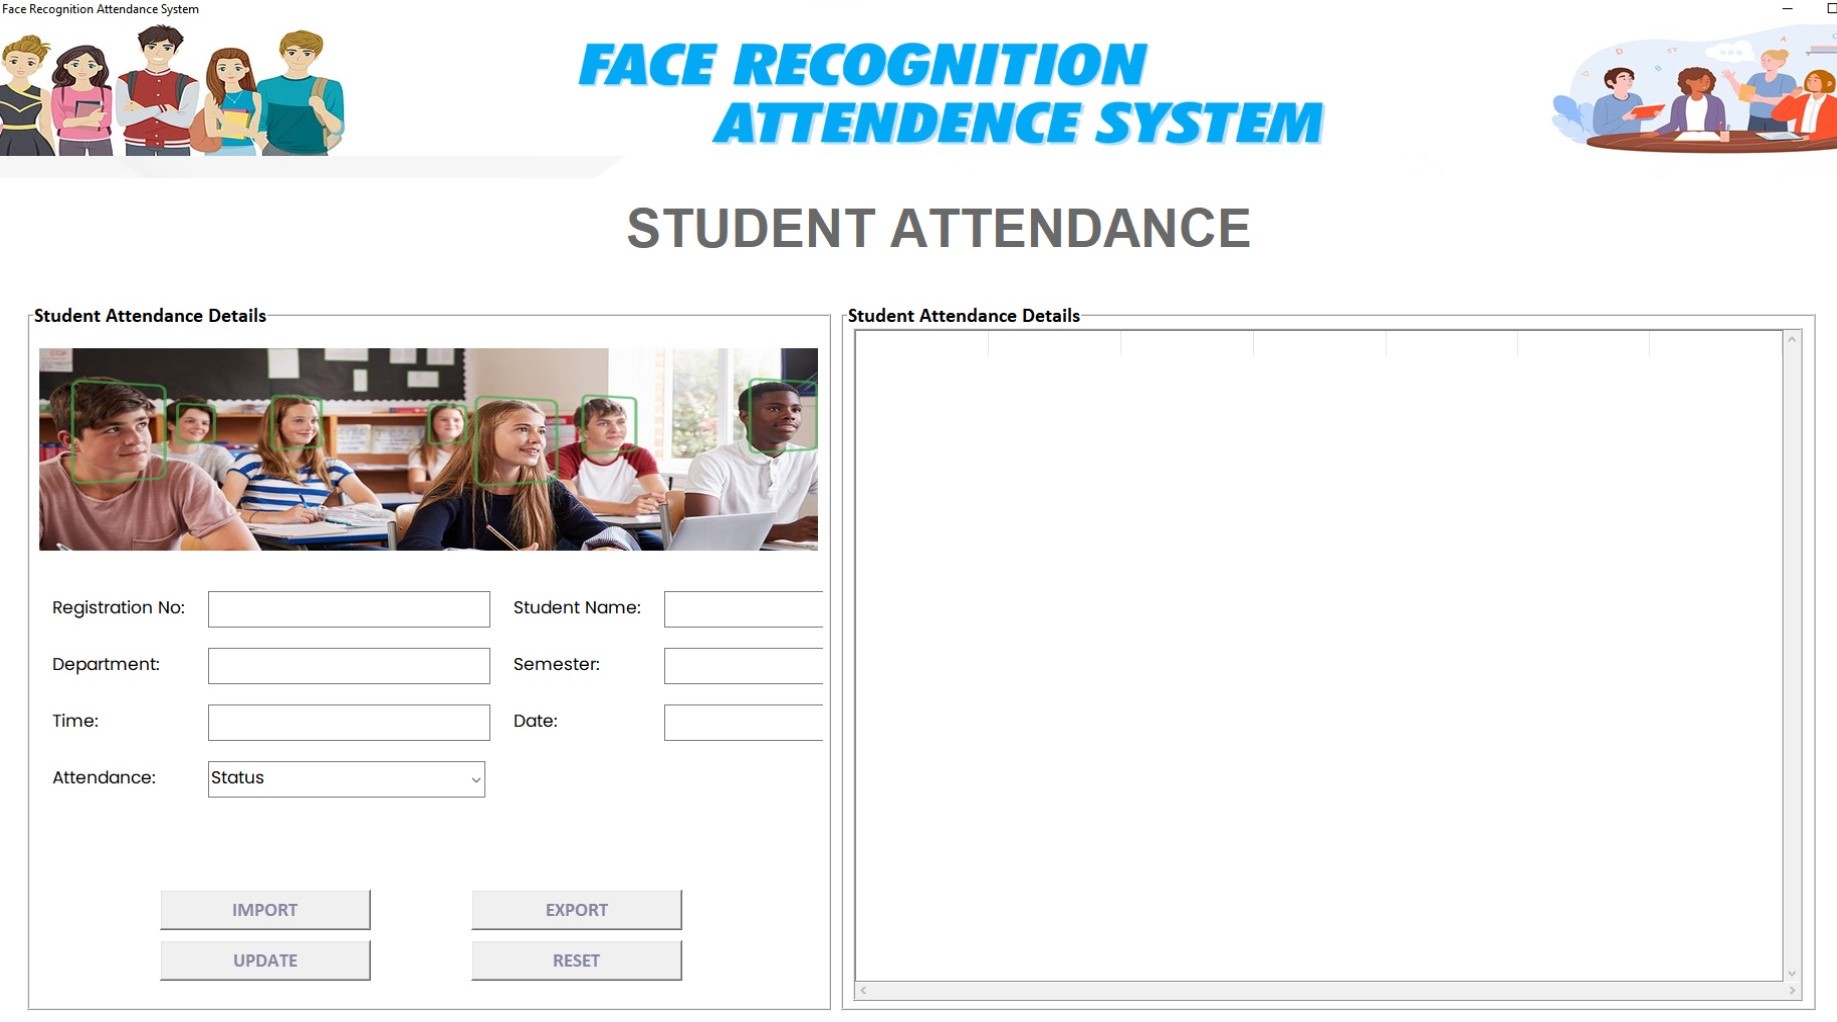 Face Recognition Attendance System
FACE RECOGNITION
ATTENDENCE SYSTEM
STUDENT ATTENDANCE
Student Attendance Details
Registration No:
Student Name:
Department:
Semester:
Time:
Date:
Attendance:
Status
IMPORT
EXPORT
UPDATE
RESET
Student Attendance Details